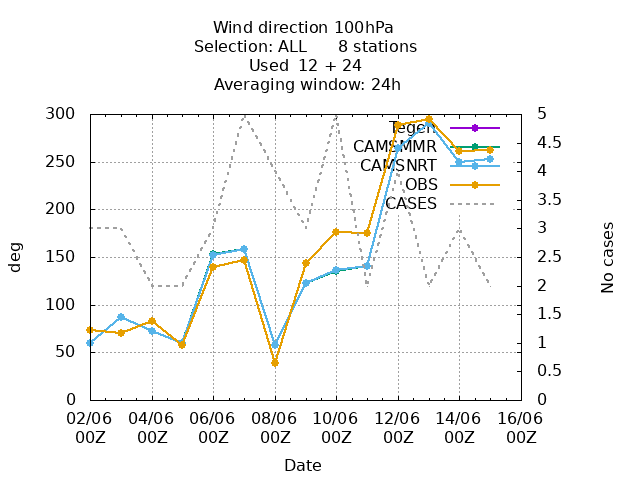 Wind direction 100hPa
Selection: ALL 8 stations
Used 12 + 24
Averaging window: 24h
300
250
200
150
100
50
0
deg
5
4.5
4
3.5
3
2.5
2
1.5
1
0.5
0
No cases
Tegen
CAMSMMR
CAMSNRT
OBS
CASES
02/06 04/06 06/06 08/06 10/06 12/06 14/06 16/06
00Z 00Z 00Z 00Z 00Z 00Z 00Z 00Z
Date